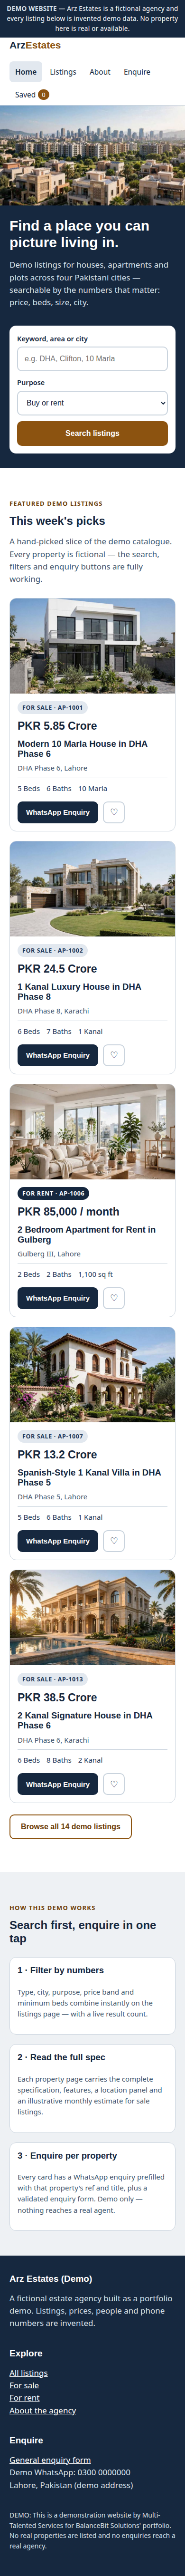 DEMO WEBSITE — Arz Estates is a fictional agency and
every listing below is invented demo data. No property
here is real or available.
ArzEstates
Home Listings About Enquire
Saved 0
Find a place you can
picture living in.
Demo listings for houses, apartments and
plots across four Pakistani cities —
searchable by the numbers that matter:
price, beds, size, city.
Keyword, area or city
e.g. DHA, Clifton, 10 Marla
Purpose
Buy or rent
Search listings
FEATURED DEMO LISTINGS
This week's picks
A hand-picked slice of the demo catalogue.
Every property is fictional — the search,
filters and enquiry buttons are fully
working.
FOR SALE · AP-1001
PKR 5.85 Crore
Modern 10 Marla House in DHA
Phase 6
DHA Phase 6, Lahore
5 Beds 6 Baths 10 Marla
WhatsApp Enquiry ♡
FOR SALE · AP-1002
PKR 24.5 Crore
1 Kanal Luxury House in DHA
Phase 8
DHA Phase 8, Karachi
6 Beds 7 Baths 1 Kanal
WhatsApp Enquiry ♡
FOR RENT · AP-1006
PKR 85,000 / month
2 Bedroom Apartment for Rent in
Gulberg
Gulberg III, Lahore
2 Beds 2 Baths 1,100 sq ft
WhatsApp Enquiry ♡
FOR SALE · AP-1007
PKR 13.2 Crore
Spanish-Style 1 Kanal Villa in DHA
Phase 5
DHA Phase 5, Lahore
5 Beds 6 Baths 1 Kanal
WhatsApp Enquiry ♡
FOR SALE · AP-1013
PKR 38.5 Crore
2 Kanal Signature House in DHA
Phase 6
DHA Phase 6, Karachi
6 Beds 8 Baths 2 Kanal
WhatsApp Enquiry ♡
Browse all 14 demo listings
HOW THIS DEMO WORKS
Search first, enquire in one
tap
1 · Filter by numbers
Type, city, purpose, price band and
minimum beds combine instantly on the
listings page — with a live result count.
2 · Read the full spec
Each property page carries the complete
specification, features, a location panel and
an illustrative monthly estimate for sale
listings.
3 · Enquire per property
Every card has a WhatsApp enquiry prefilled
with that property's ref and title, plus a
validated enquiry form. Demo only —
nothing reaches a real agent.
Arz Estates (Demo)
A fictional estate agency built as a portfolio
demo. Listings, prices, people and phone
numbers are invented.
Explore
All listings
For sale
For rent
About the agency
Enquire
General enquiry form
Demo WhatsApp: 0300 0000000
Lahore, Pakistan (demo address)
DEMO: This is a demonstration website by Multi-
Talented Services for BalanceBit Solutions' portfolio.
No real properties are listed and no enquiries reach a
real agency.